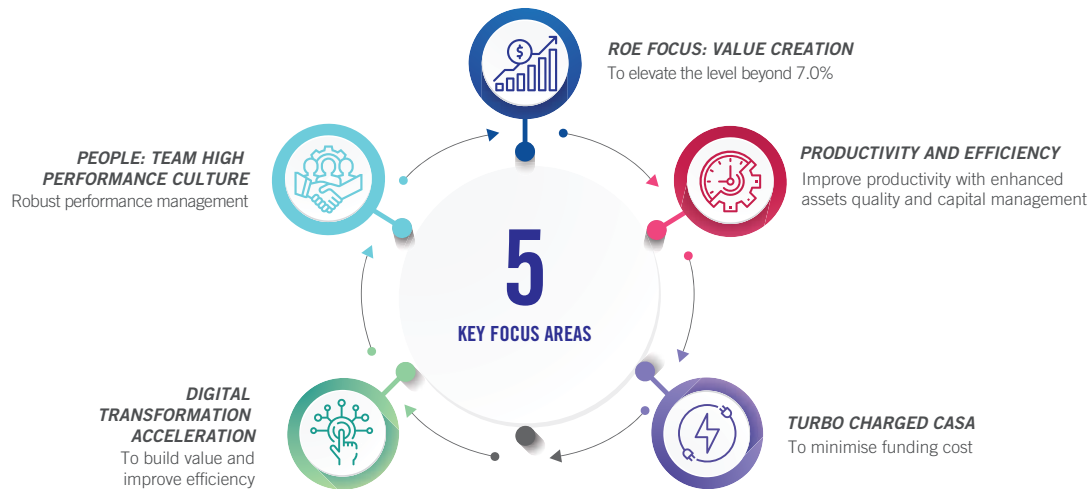 ROE FOCUS: VALUE CREATION
To elevate the level beyond 7.0%
$
PRODUCTIVITY AND EFFICIENCY
Improve productivity with enhanced
assets quality and capital management
TURBO CHARGED CASA
To minimise funding cost
DIGITAL
TRANSFORMATION
ACCELERATION
To build value and
improve efficiency
PEOPLE: TEAM HIGH
PERFORMANCE CULTURE
Robust performance management
5
KEY FOCUS AREAS